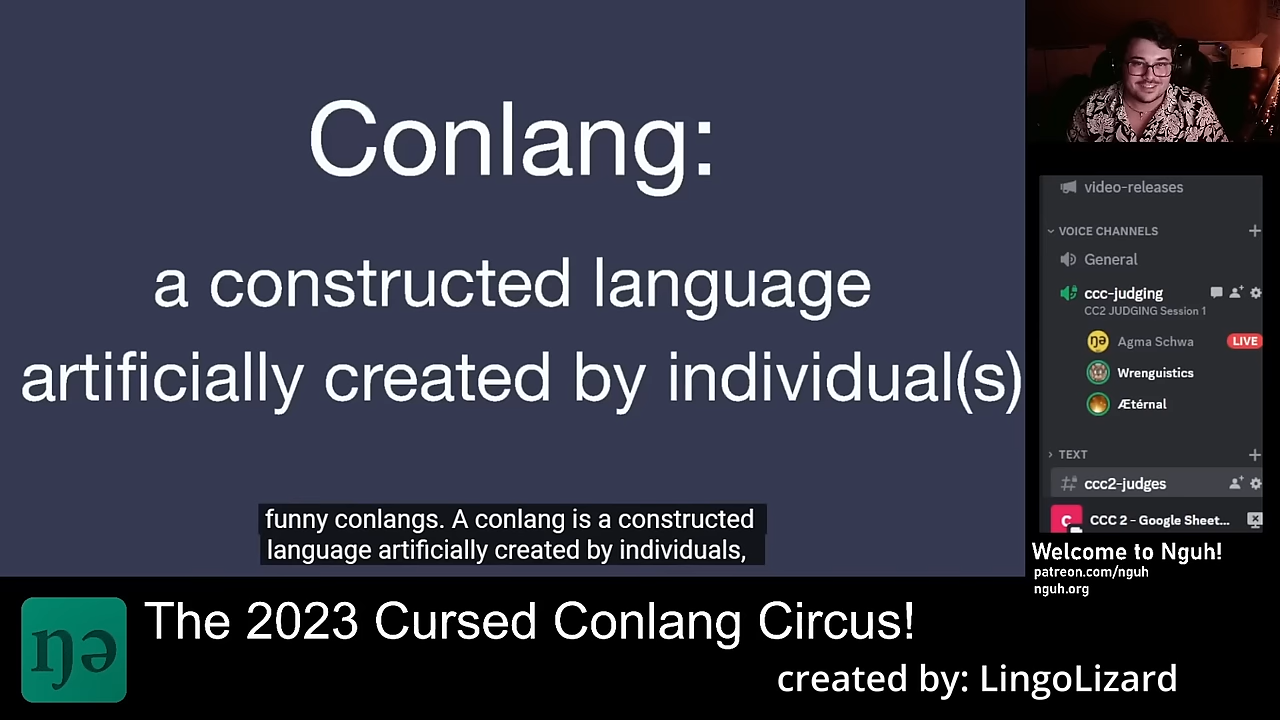 Conlang:
a constructed language
artificially created by individual(s)
funny conlangs. A conlang is a constructed
language artificially created by individuals,
video-releases
VOICE CHANNELS
General
ccc-judging
CC2 JUDGING Session 1
ŋə
Agma Schwa
LIVE
Wrenguistics
Ætérnal
TEXT
ccc2-judges
C
CCC 2 - Google Sheet...
Welcome to Nguh!
patreon.com/nguh
nguh.org
ŋə
The 2023 Cursed Conlang Circus!
created by: LingoLizard